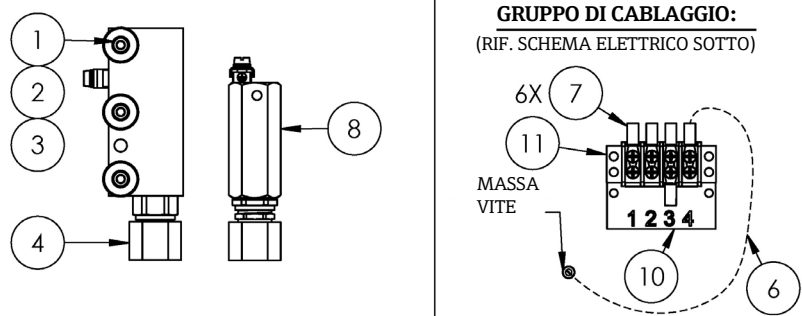 1
2
3
4
8
GRUPPO DI CABLAGGIO:
(RIF. SCHEMA ELETTRICO SOTTO)
6X 7
11
MASSA
VITE
1 2 3 4
10
6